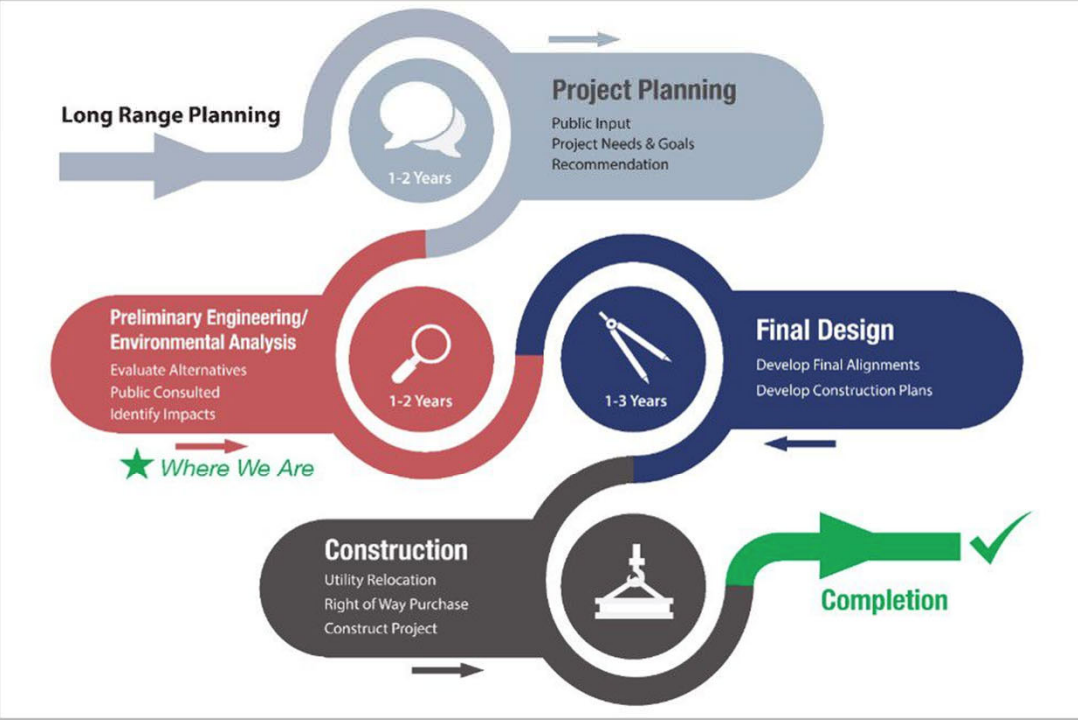 Long Range Planning
1-2 Years
Project Planning
Public Input
Project Needs & Goals
Recommendation
Preliminary Engineering/
Environmental Analysis
Evaluate Alternatives
Public Consulted
Identify Impacts
1-2 Years
Where We Are
1-3 Years
Final Design
Develop Final Alignments
Develop Construction Plans
Construction
Utility Relocation
Right of Way Purchase
Construct Project
Completion